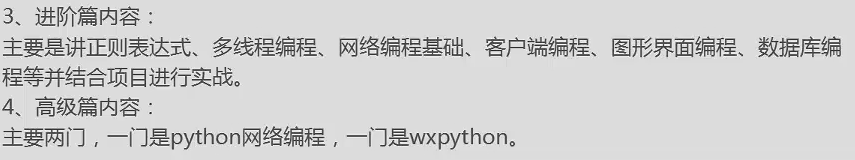 3、进阶篇内容：
主要是讲正则表达式、多线程编程、网络编程基础、客户端编程、图形界面编程、数据库编
程等并结合项目进行实战。
4、高级篇内容：
主要两门，一门是python网络编程，一门是wxpython。